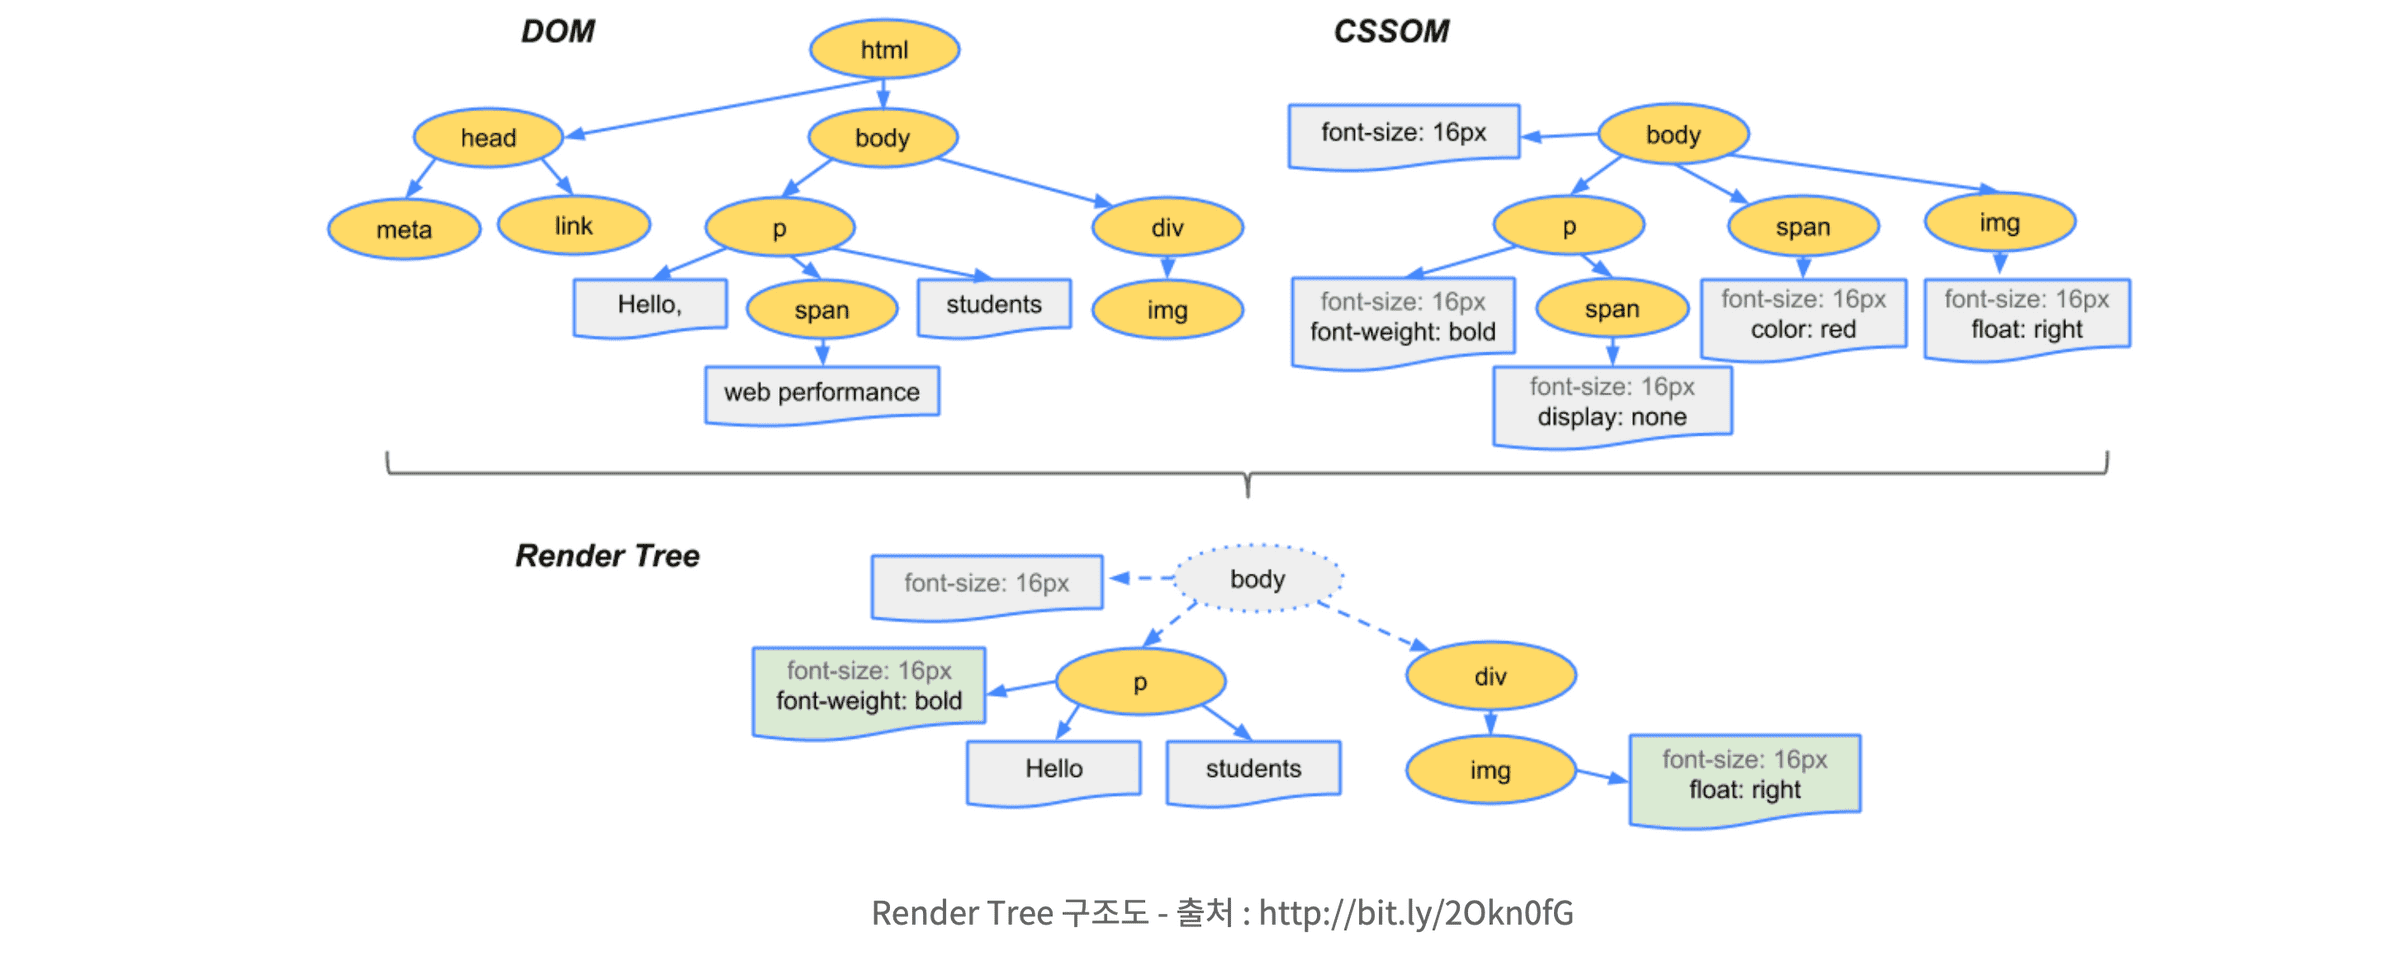 DOM
html
head
body
meta
link
p
div
Hello,
span
students
img
web performance
CSSOM
font-size: 16px
body
p
span
img
font-size: 16px
font-weight: bold
span
font-size: 16px
color: red
font-size: 16px
float: right
font-size: 16px
display: none
Render Tree
font-size: 16px
body
font-size: 16px
font-weight: bold
p
div
Hello
students
img
font-size: 16px
float: right
Render Tree 구조도 - 출처 : http://bit.ly/2Okn0fG